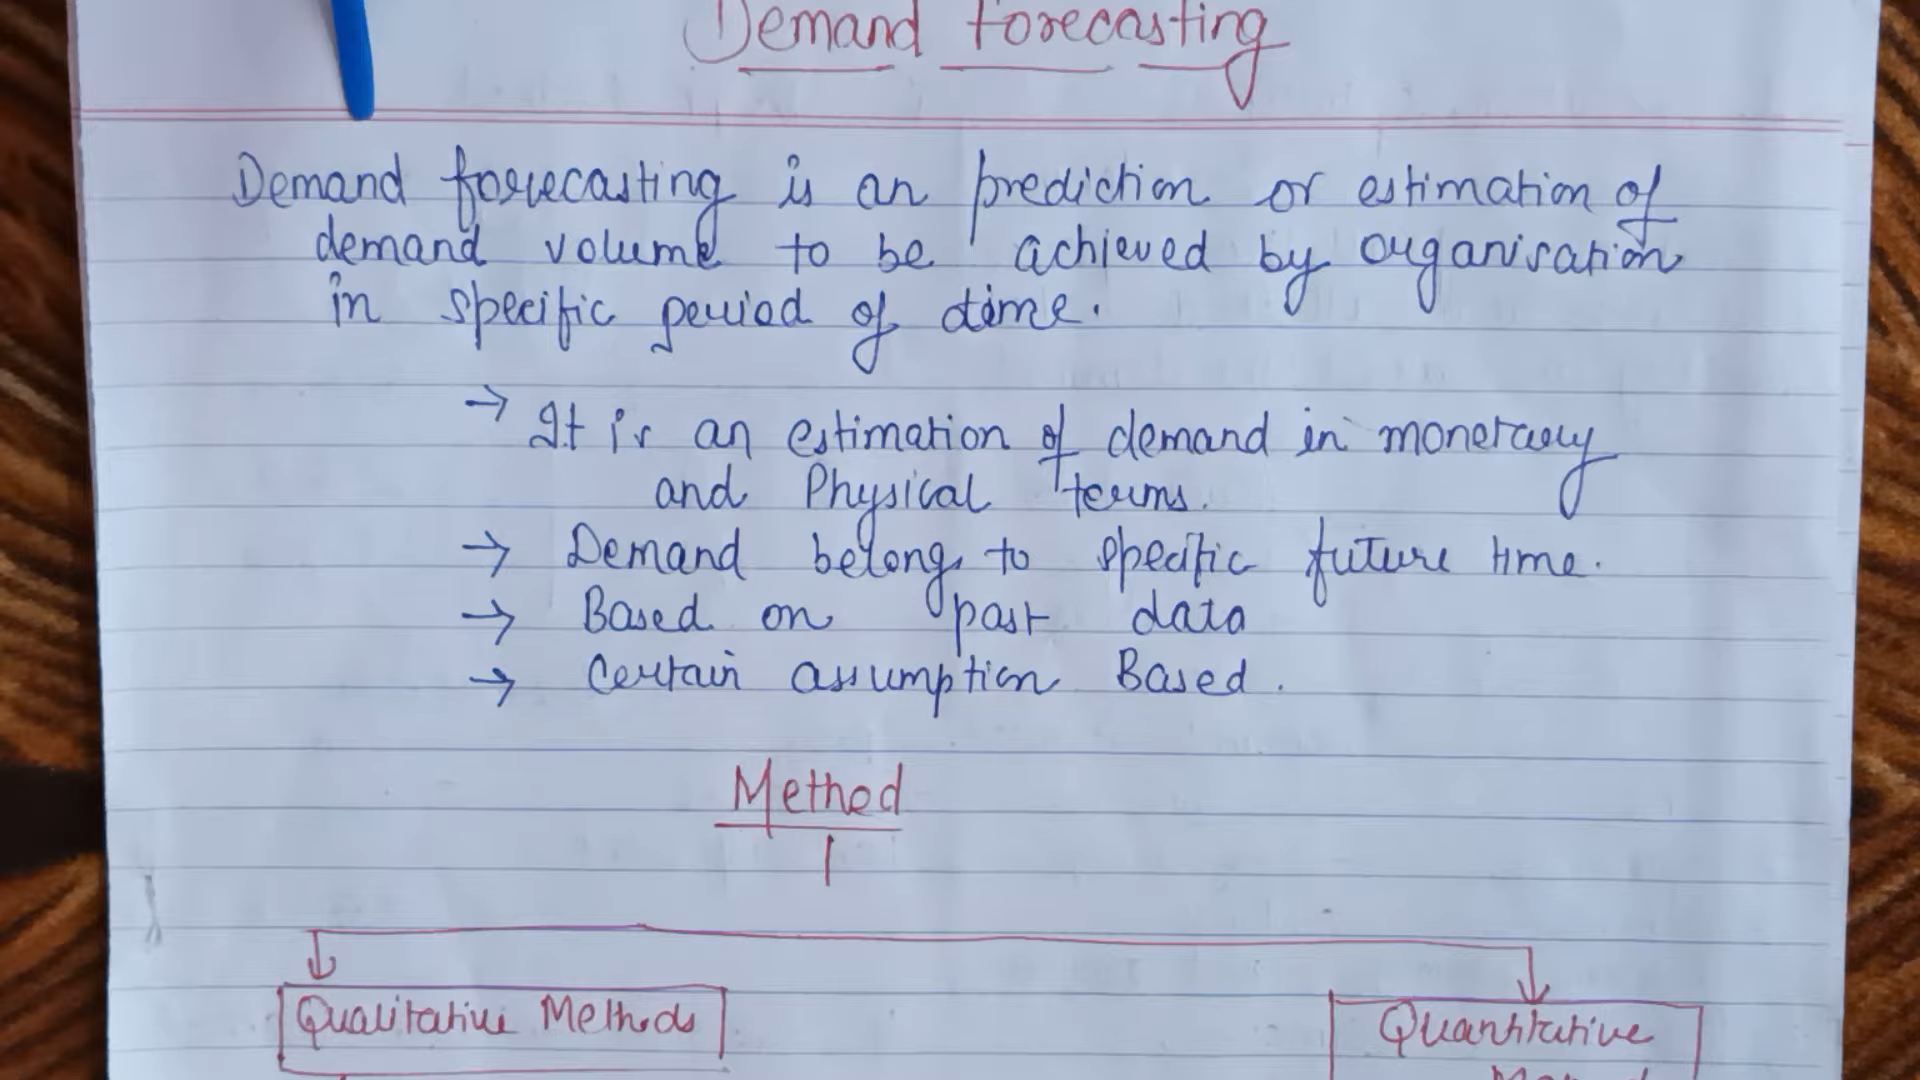 Demand Forecasting
Demand forecasting is an prediction or estimation of
demand volume to be achieved by organisation
in specific period of time.
→ It is an estimation of demand in monetary
and Physical terms.
→ Demand belong to specific future time.
→ Based on past data
→ Certain assumption Based.
Method
Qualitative Methods
Quantitative